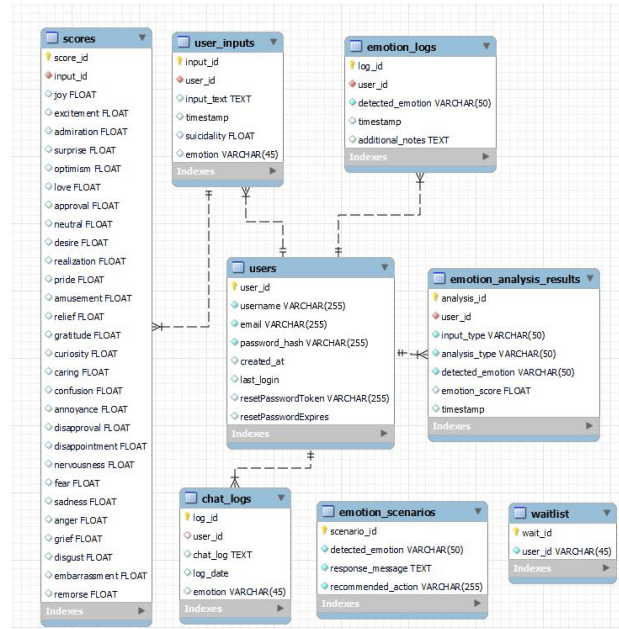 scores
score_id
input_id
joy FLOAT
excitement FLOAT
admiration FLOAT
surprise FLOAT
optimism FLOAT
love FLOAT
approval FLOAT
neutral FLOAT
desire FLOAT
realization FLOAT
pride FLOAT
amusement FLOAT
relief FLOAT
gratitude FLOAT
curiosity FLOAT
caring FLOAT
confusion FLOAT
annoyance FLOAT
disapproval FLOAT
disappointment FLOAT
nervousness FLOAT
fear FLOAT
sadness FLOAT
anger FLOAT
grief FLOAT
disgust FLOAT
embarrassment FLOAT
remorse FLOAT
Indexes
user_inputs
input_id
user_id
input_text TEXT
timestamp
suicidality FLOAT
emotion VARCHAR(45)
Indexes
emotion_logs
log_id
user_id
detected_emotion VARCHAR(50)
timestamp
additional_notes TEXT
Indexes
users
user_id
username VARCHAR(255)
email VARCHAR(255)
password_hash VARCHAR(255)
created_at
last_login
resetPasswordToken VARCHAR(255)
resetPasswordExpires
Indexes
emotion_analysis_results
analysis_id
user_id
input_type VARCHAR(50)
analysis_type VARCHAR(50)
detected_emotion VARCHAR(50)
emotion_score FLOAT
timestamp
Indexes
chat_logs
log_id
user_id
chat_log TEXT
log_date
emotion VARCHAR(45)
Indexes
emotion_scenarios
scenario_id
detected_emotion VARCHAR(50)
response_message TEXT
recommended_action VARCHAR(255)
Indexes
waitlist
wait_id
user_id VARCHAR(45)
Indexes